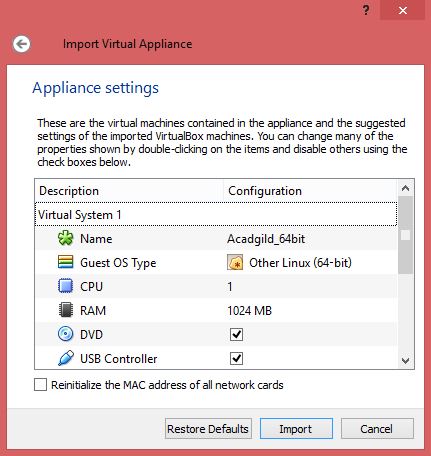 ?
Import Virtual Appliance
Appliance settings
These are the virtual machines contained in the appliance and the suggested
settings of the imported VirtualBox machines. You can change many of the
properties shown by double-clicking on the items and disable others using the
check boxes below.
Description Configuration
Virtual System 1
Name Acadgild_64bit
Guest OS Type Other Linux (64-bit)
CPU 1
RAM 1024 MB
DVD
USB Controller
Reinitialize the MAC address of all network cards
Restore Defaults Import Cancel